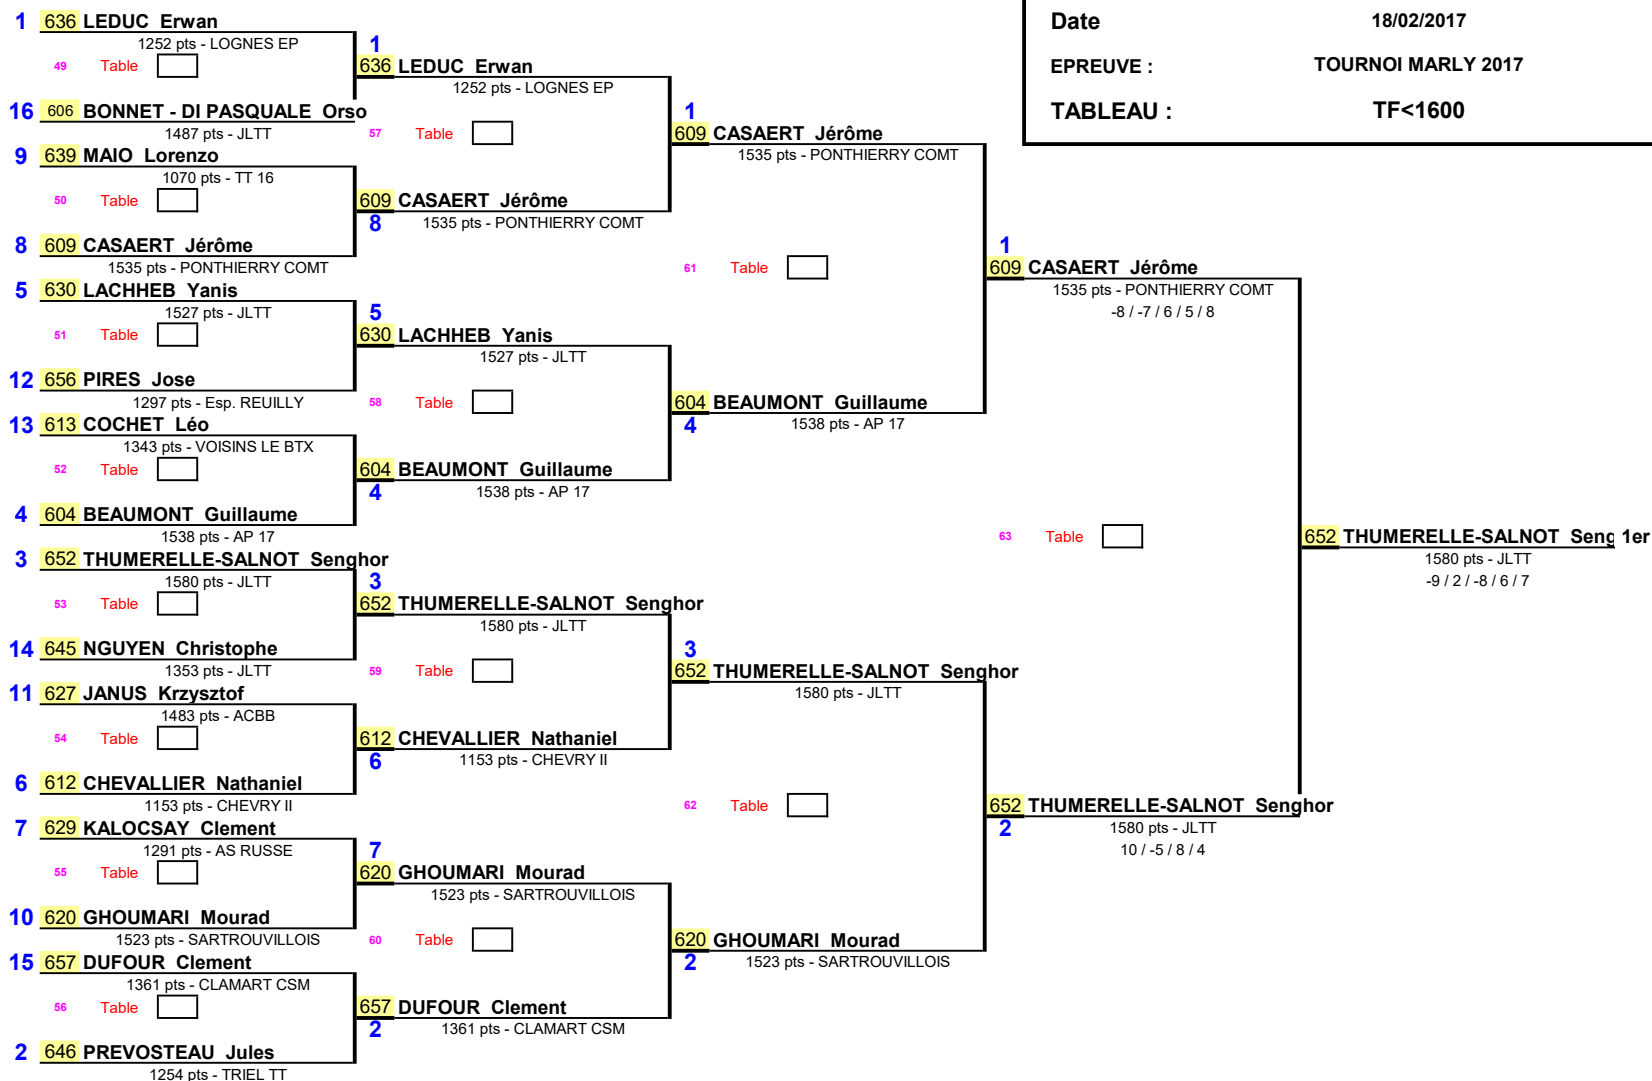 Date 18/02/2017
EPREUVE : TOURNOI MARLY 2017
TABLEAU : TF<1600
1 636 LEDUC Erwan
1252 pts - LOGNES EP
49 Table
16 606 BONNET - DI PASQUALE Orso
1487 pts - JLTT
9 639 MAIO Lorenzo
1070 pts - TT 16
50 Table
8 609 CASAERT Jérôme
1535 pts - PONTHIERRY COMT
5 630 LACHHEB Yanis
1527 pts - JLTT
51 Table
12 656 PIRES Jose
1297 pts - Esp. REUILLY
13 613 COCHET Léo
1343 pts - VOISINS LE BTX
52 Table
4 604 BEAUMONT Guillaume
1538 pts - AP 17
3 652 THUMERELLE-SALNOT Senghor
1580 pts - JLTT
53 Table
14 645 NGUYEN Christophe
1353 pts - JLTT
11 627 JANUS Krzysztof
1483 pts - ACBB
54 Table
6 612 CHEVALLIER Nathaniel
1153 pts - CHEVRY II
7 629 KALOCSAY Clement
1291 pts - AS RUSSE
55 Table
10 620 GHOUMARI Mourad
1523 pts - SARTROUVILLOIS
15 657 DUFOUR Clement
1361 pts - CLAMART CSM
56 Table
2 646 PREVOSTEAU Jules
1254 pts - TRIEL TT
1
636 LEDUC Erwan
1252 pts - LOGNES EP
57 Table
609 CASAERT Jérôme
8
1535 pts - PONTHIERRY COMT
5
630 LACHHEB Yanis
1527 pts - JLTT
58 Table
604 BEAUMONT Guillaume
4
1538 pts - AP 17
3
652 THUMERELLE-SALNOT Senghor
1580 pts - JLTT
59 Table
612 CHEVALLIER Nathaniel
6
1153 pts - CHEVRY II
7
620 GHOUMARI Mourad
1523 pts - SARTROUVILLOIS
60 Table
657 DUFOUR Clement
2
1361 pts - CLAMART CSM
1
609 CASAERT Jérôme
1535 pts - PONTHIERRY COMT
61 Table
604 BEAUMONT Guillaume
4
1538 pts - AP 17
3
652 THUMERELLE-SALNOT Senghor
1580 pts - JLTT
62 Table
620 GHOUMARI Mourad
2
1523 pts - SARTROUVILLOIS
1
609 CASAERT Jérôme
1535 pts - PONTHIERRY COMT
-8 / -7 / 6 / 5 / 8
63 Table
652 THUMERELLE-SALNOT Senghor
2
1580 pts - JLTT
10 / -5 / 8 / 4
652 THUMERELLE-SALNOT Seng 1er
1580 pts - JLTT
-9 / 2 / -8 / 6 / 7